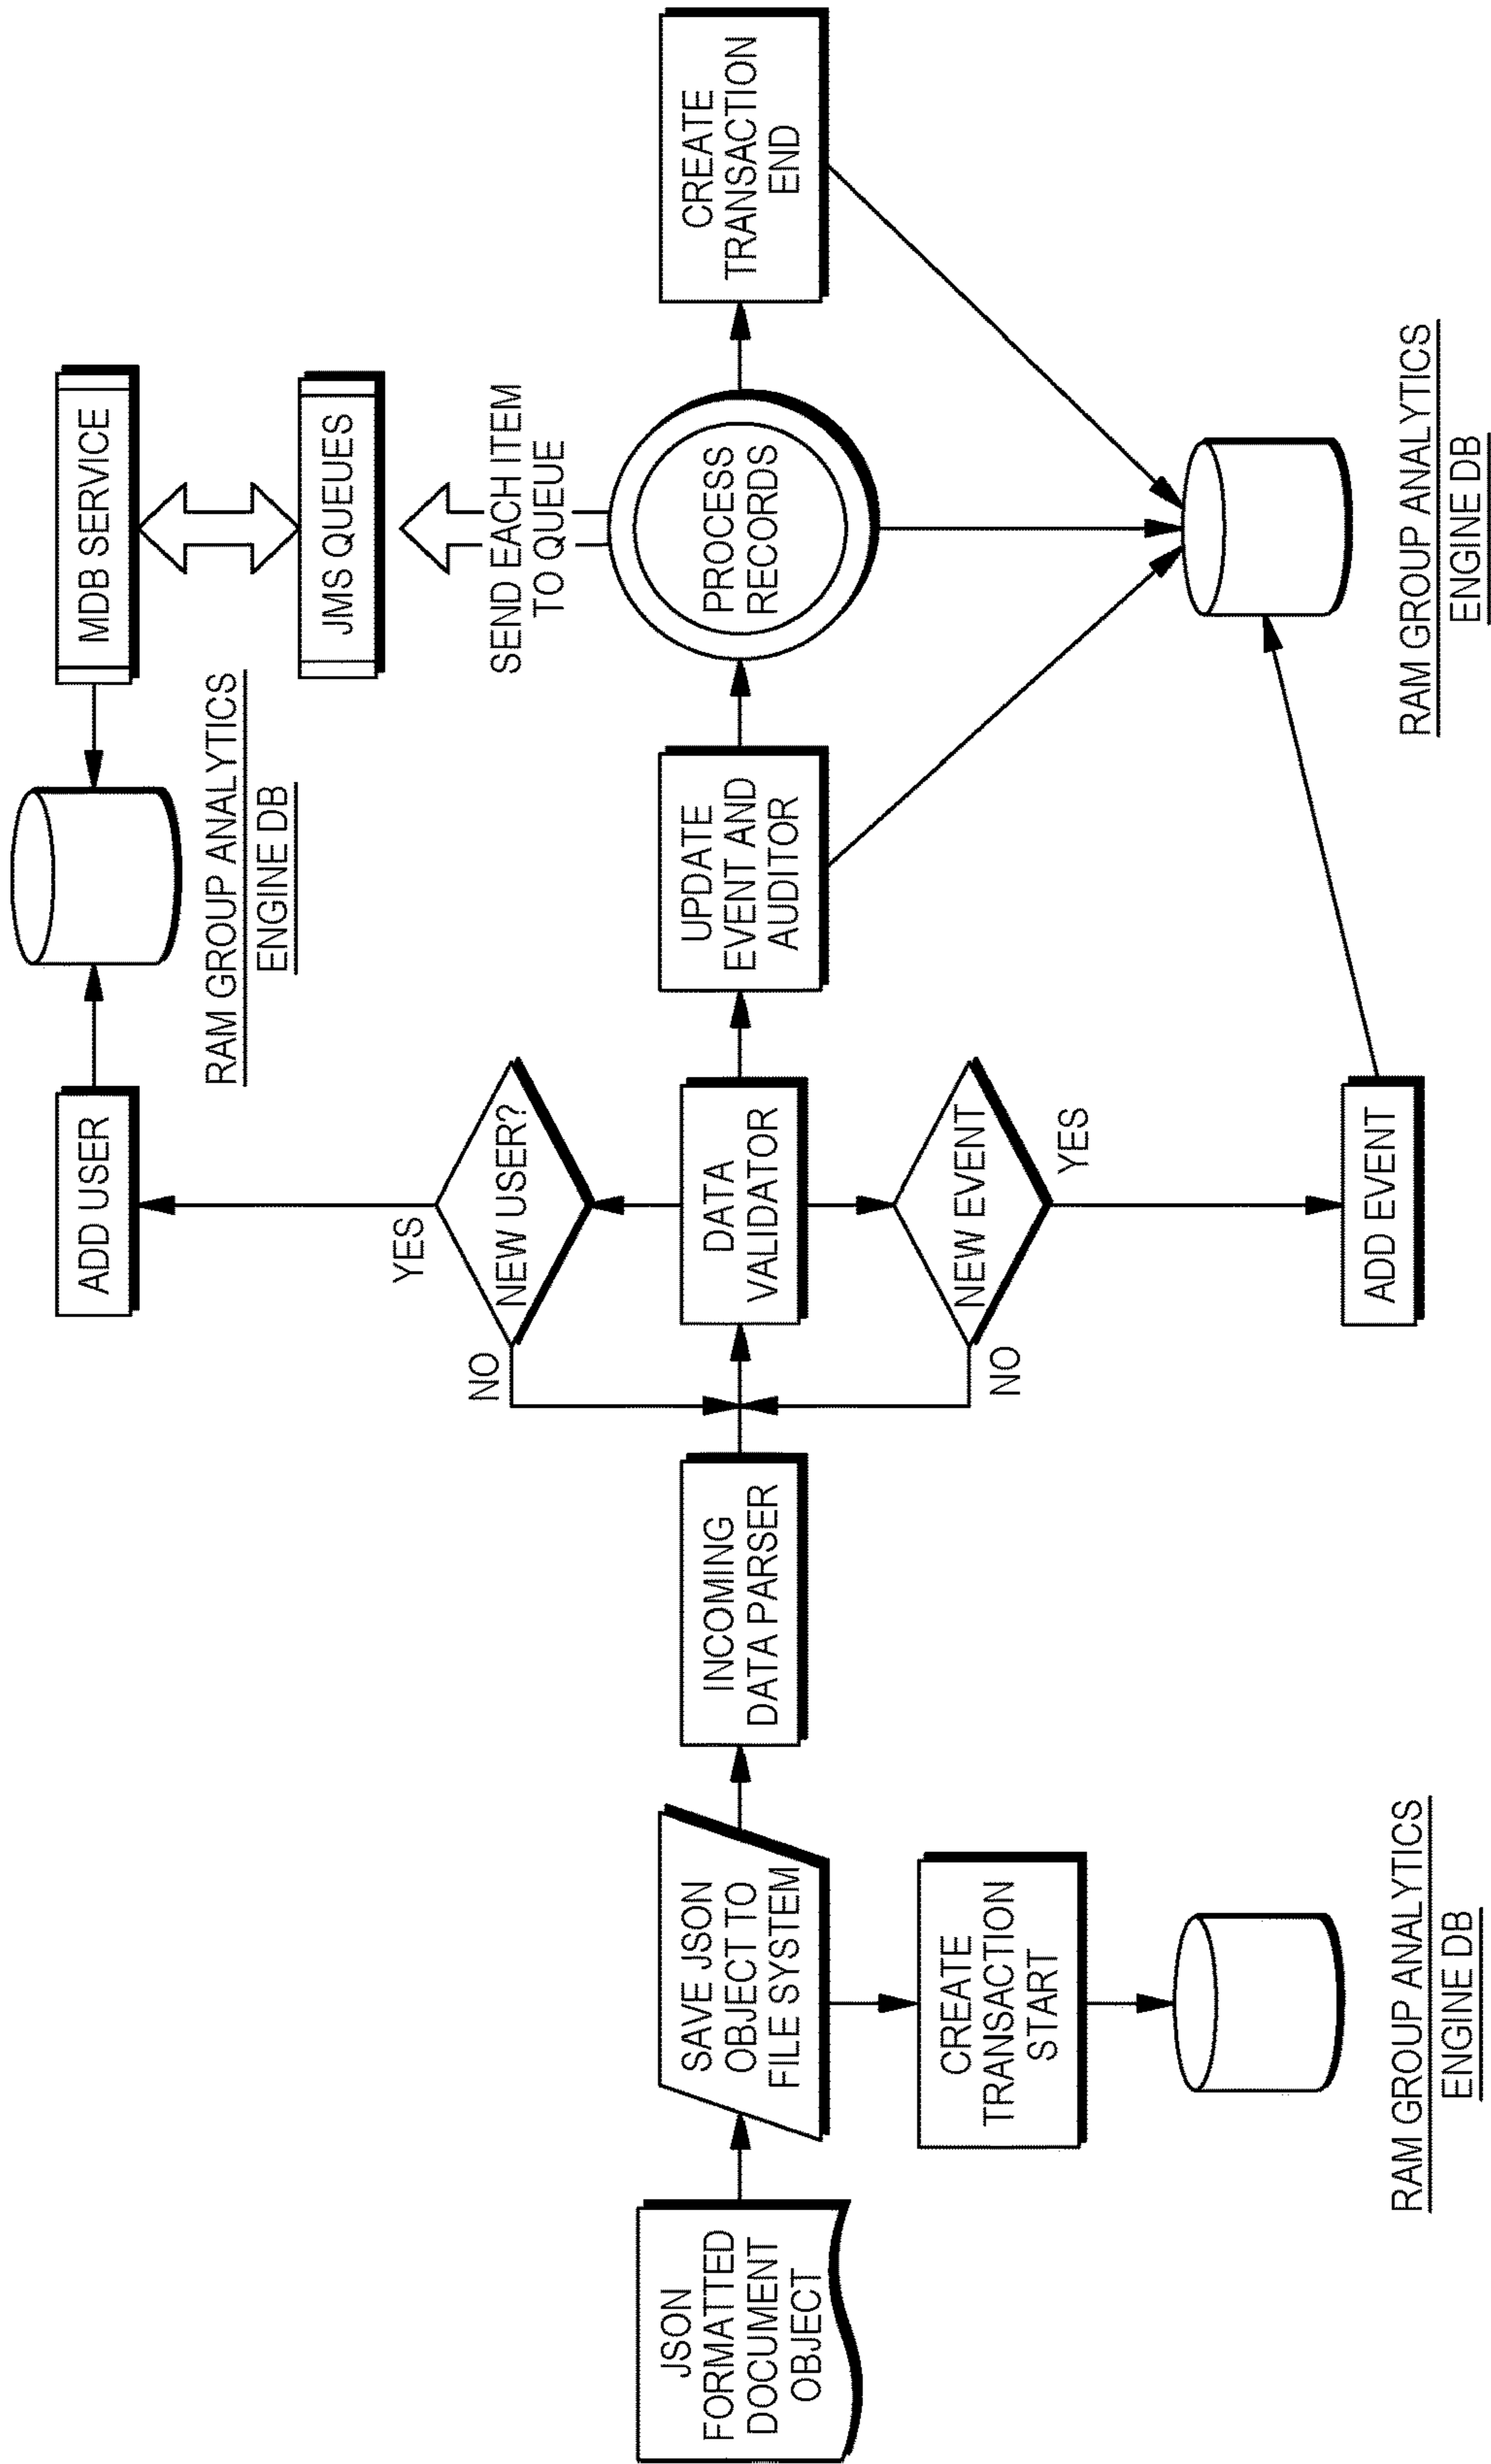 JSON
FORMATTED
DOCUMENT
OBJECT
SAVE JSON
OBJECT TO
FILE SYSTEM
CREATE
TRANSACTION
START
RAM GROUP ANALYTICS
ENGINE DB
INCOMING
DATA PARSER
NO
NO
DATA
VALIDATOR
NEW USER?
YES
ADD USER
RAM GROUP ANALYTICS
ENGINE DB
NEW EVENT
YES
ADD EVENT
UPDATE
EVENT AND
AUDITOR
PROCESS
RECORDS
SEND EACH ITEM
TO QUEUE
JMS QUEUES
MDB SERVICE
CREATE
TRANSACTION
END
RAM GROUP ANALYTICS
ENGINE DB